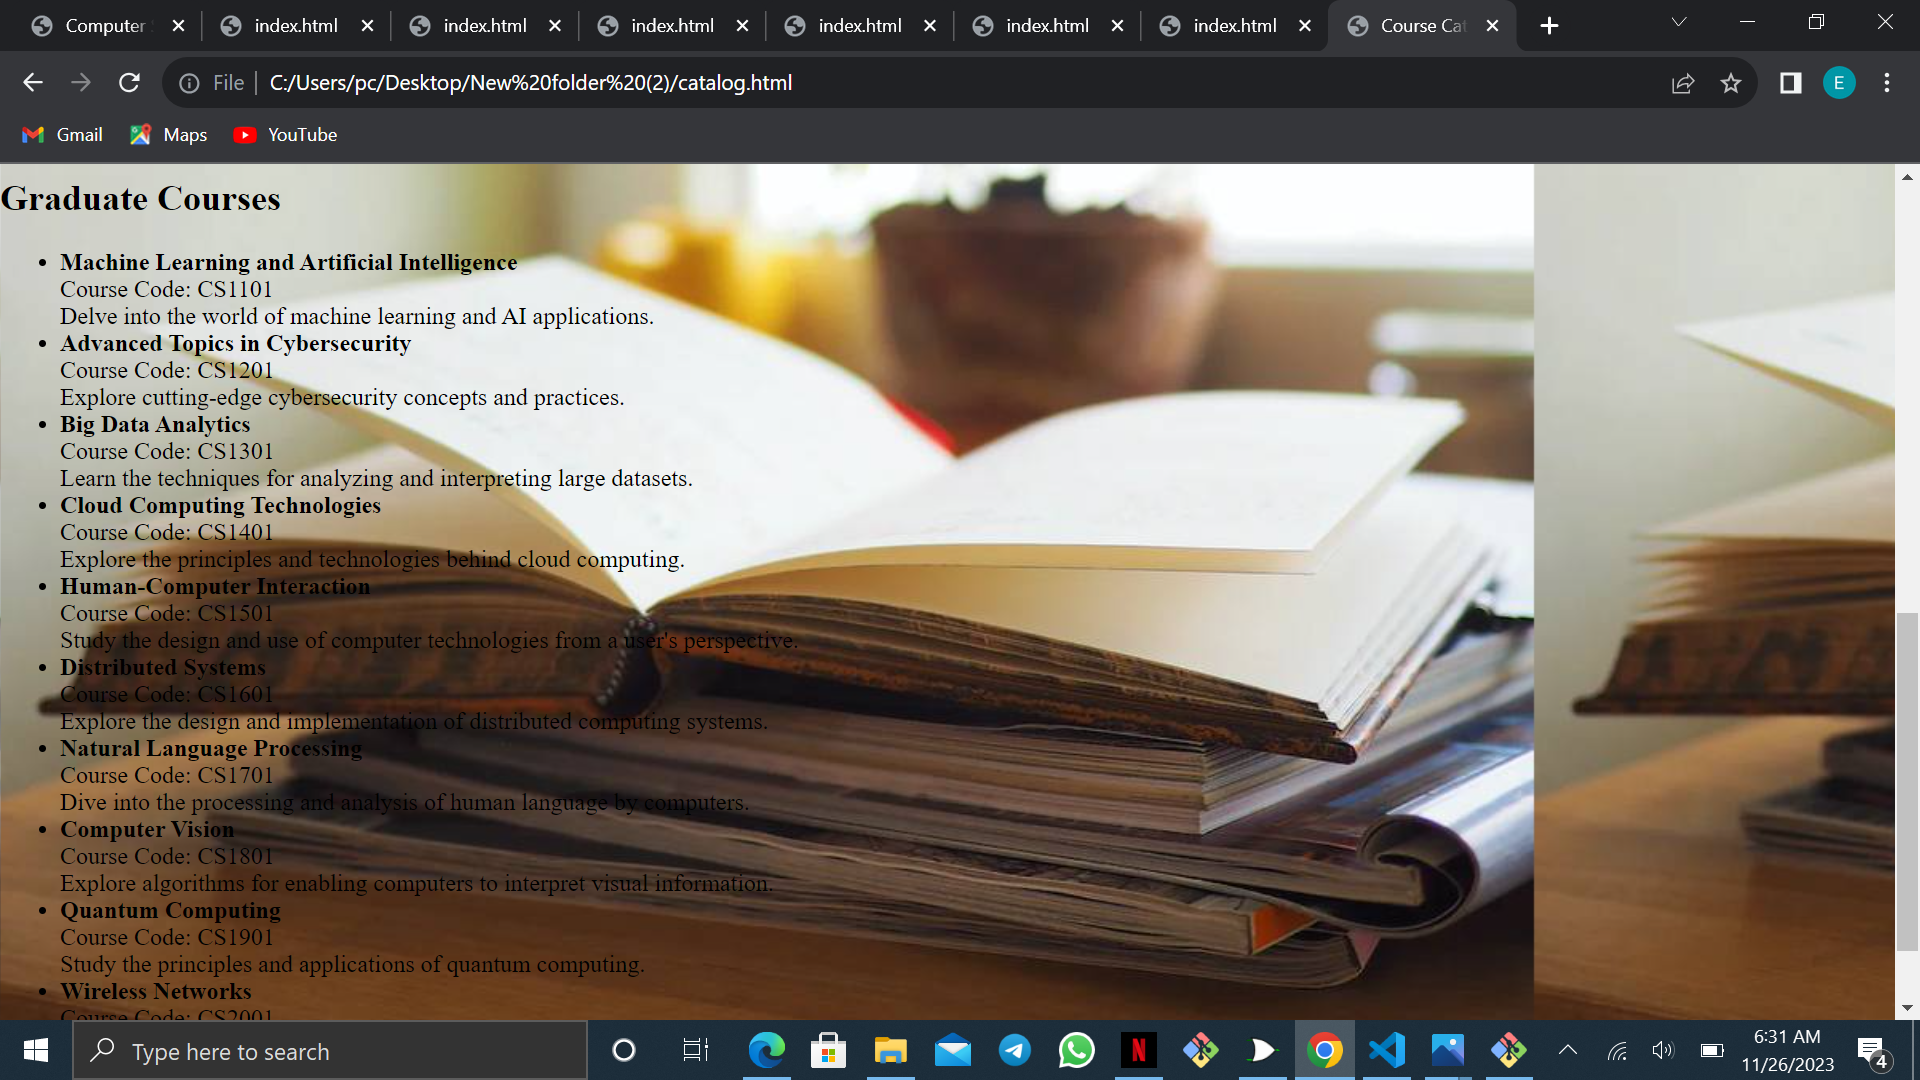 Computer
index.html
index.html
index.html
index.html
index.html
index.html
Course Cat
File
C:/Users/pc/Desktop/New%20folder%20(2)/catalog.html
E
Gmail
Maps
YouTube
Graduate Courses
• Machine Learning and Artificial Intelligence
Course Code: CS1101
Delve into the world of machine learning and AI applications.
• Advanced Topics in Cybersecurity
Course Code: CS1201
Explore cutting-edge cybersecurity concepts and practices.
• Big Data Analytics
Course Code: CS1301
Learn the techniques for analyzing and interpreting large datasets.
• Cloud Computing Technologies
Course Code: CS1401
Explore the principles and technologies behind cloud computing.
• Human-Computer Interaction
Course Code: CS1501
Study the design and use of computer technologies from a user's perspective.
• Distributed Systems
Course Code: CS1601
Explore the design and implementation of distributed computing systems.
• Natural Language Processing
Course Code: CS1701
Dive into the processing and analysis of human language by computers.
• Computer Vision
Course Code: CS1801
Explore algorithms for enabling computers to interpret visual information.
• Quantum Computing
Course Code: CS1901
Study the principles and applications of quantum computing.
• Wireless Networks
Course Code: CS2001
Type here to search
N
6:31 AM
11/26/2023
4